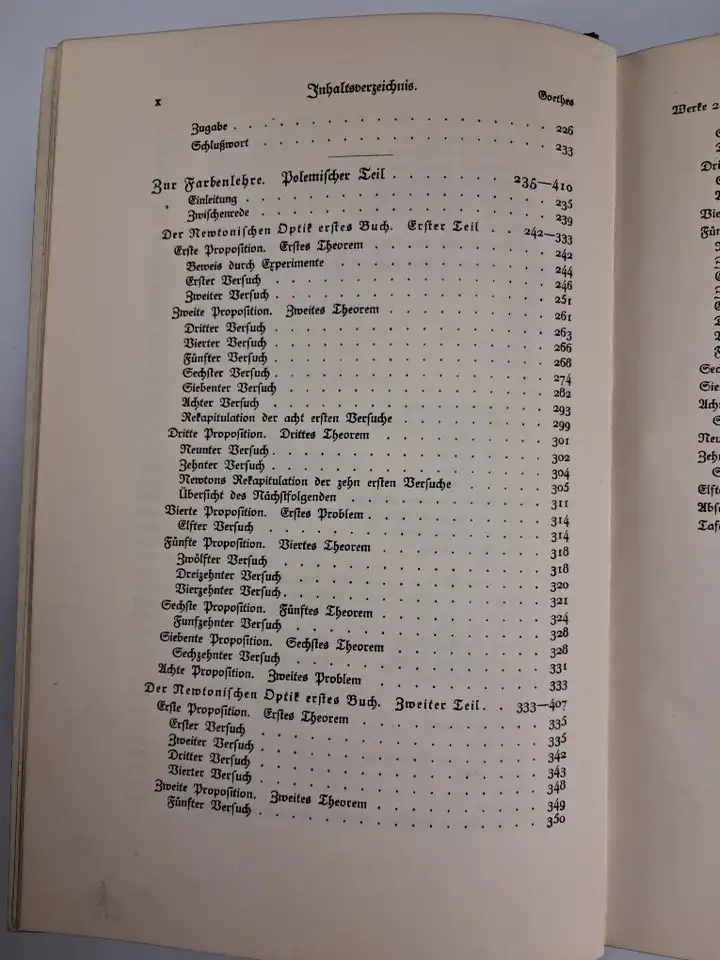 x Inhaltsverzeichnis. Goethes
Zugabe . . . 226
Schlußwort . . . 233
Zur Farbenlehre. Polemischer Teil . . . 235—410
Einleitung . . . 235
Zwischenrede . . . 239
Der Newtonischen Optik erstes Buch. Erster Teil . . . 242—333
Erste Proposition. Erstes Theorem . . . 242
Beweis durch Experimente . . . 244
Erster Versuch . . . 246
Zweiter Versuch . . . 251
Zweite Proposition. Zweites Theorem . . . 261
Dritter Versuch . . . 263
Vierter Versuch . . . 266
Fünfter Versuch . . . 268
Sechster Versuch . . . 274
Siebenter Versuch . . . 282
Achter Versuch . . . 293
Rekapitulation der acht ersten Versuche . . . 299
Dritte Proposition. Drittes Theorem . . . 301
Neunter Versuch . . . 302
Zehnter Versuch . . . 304
Newtons Rekapitulation der zehn ersten Versuche . . . 305
Übersicht des Nächstfolgenden . . . 311
Vierte Proposition. Erstes Problem . . . 314
Elfter Versuch . . . 314
Fünfte Proposition. Viertes Theorem . . . 318
Zwölfter Versuch . . . 318
Dreizehnter Versuch . . . 320
Vierzehnter Versuch . . . 321
Sechste Proposition. Fünftes Theorem . . . 324
Funfzehnter Versuch . . . 328
Siebente Proposition. Sechstes Theorem . . . 328
Sechzehnter Versuch . . . 331
Achte Proposition. Zweites Problem . . . 333
Der Newtonischen Optik erstes Buch. Zweiter Teil . . 333—407
Erste Proposition. Erstes Theorem . . . 335
Erster Versuch . . . 335
Zweiter Versuch . . . 342
Dritter Versuch . . . 343
Vierter Versuch . . . 348
Zweite Proposition. Zweites Theorem . . . 349
Fünfter Versuch . . . 350
Werke 2